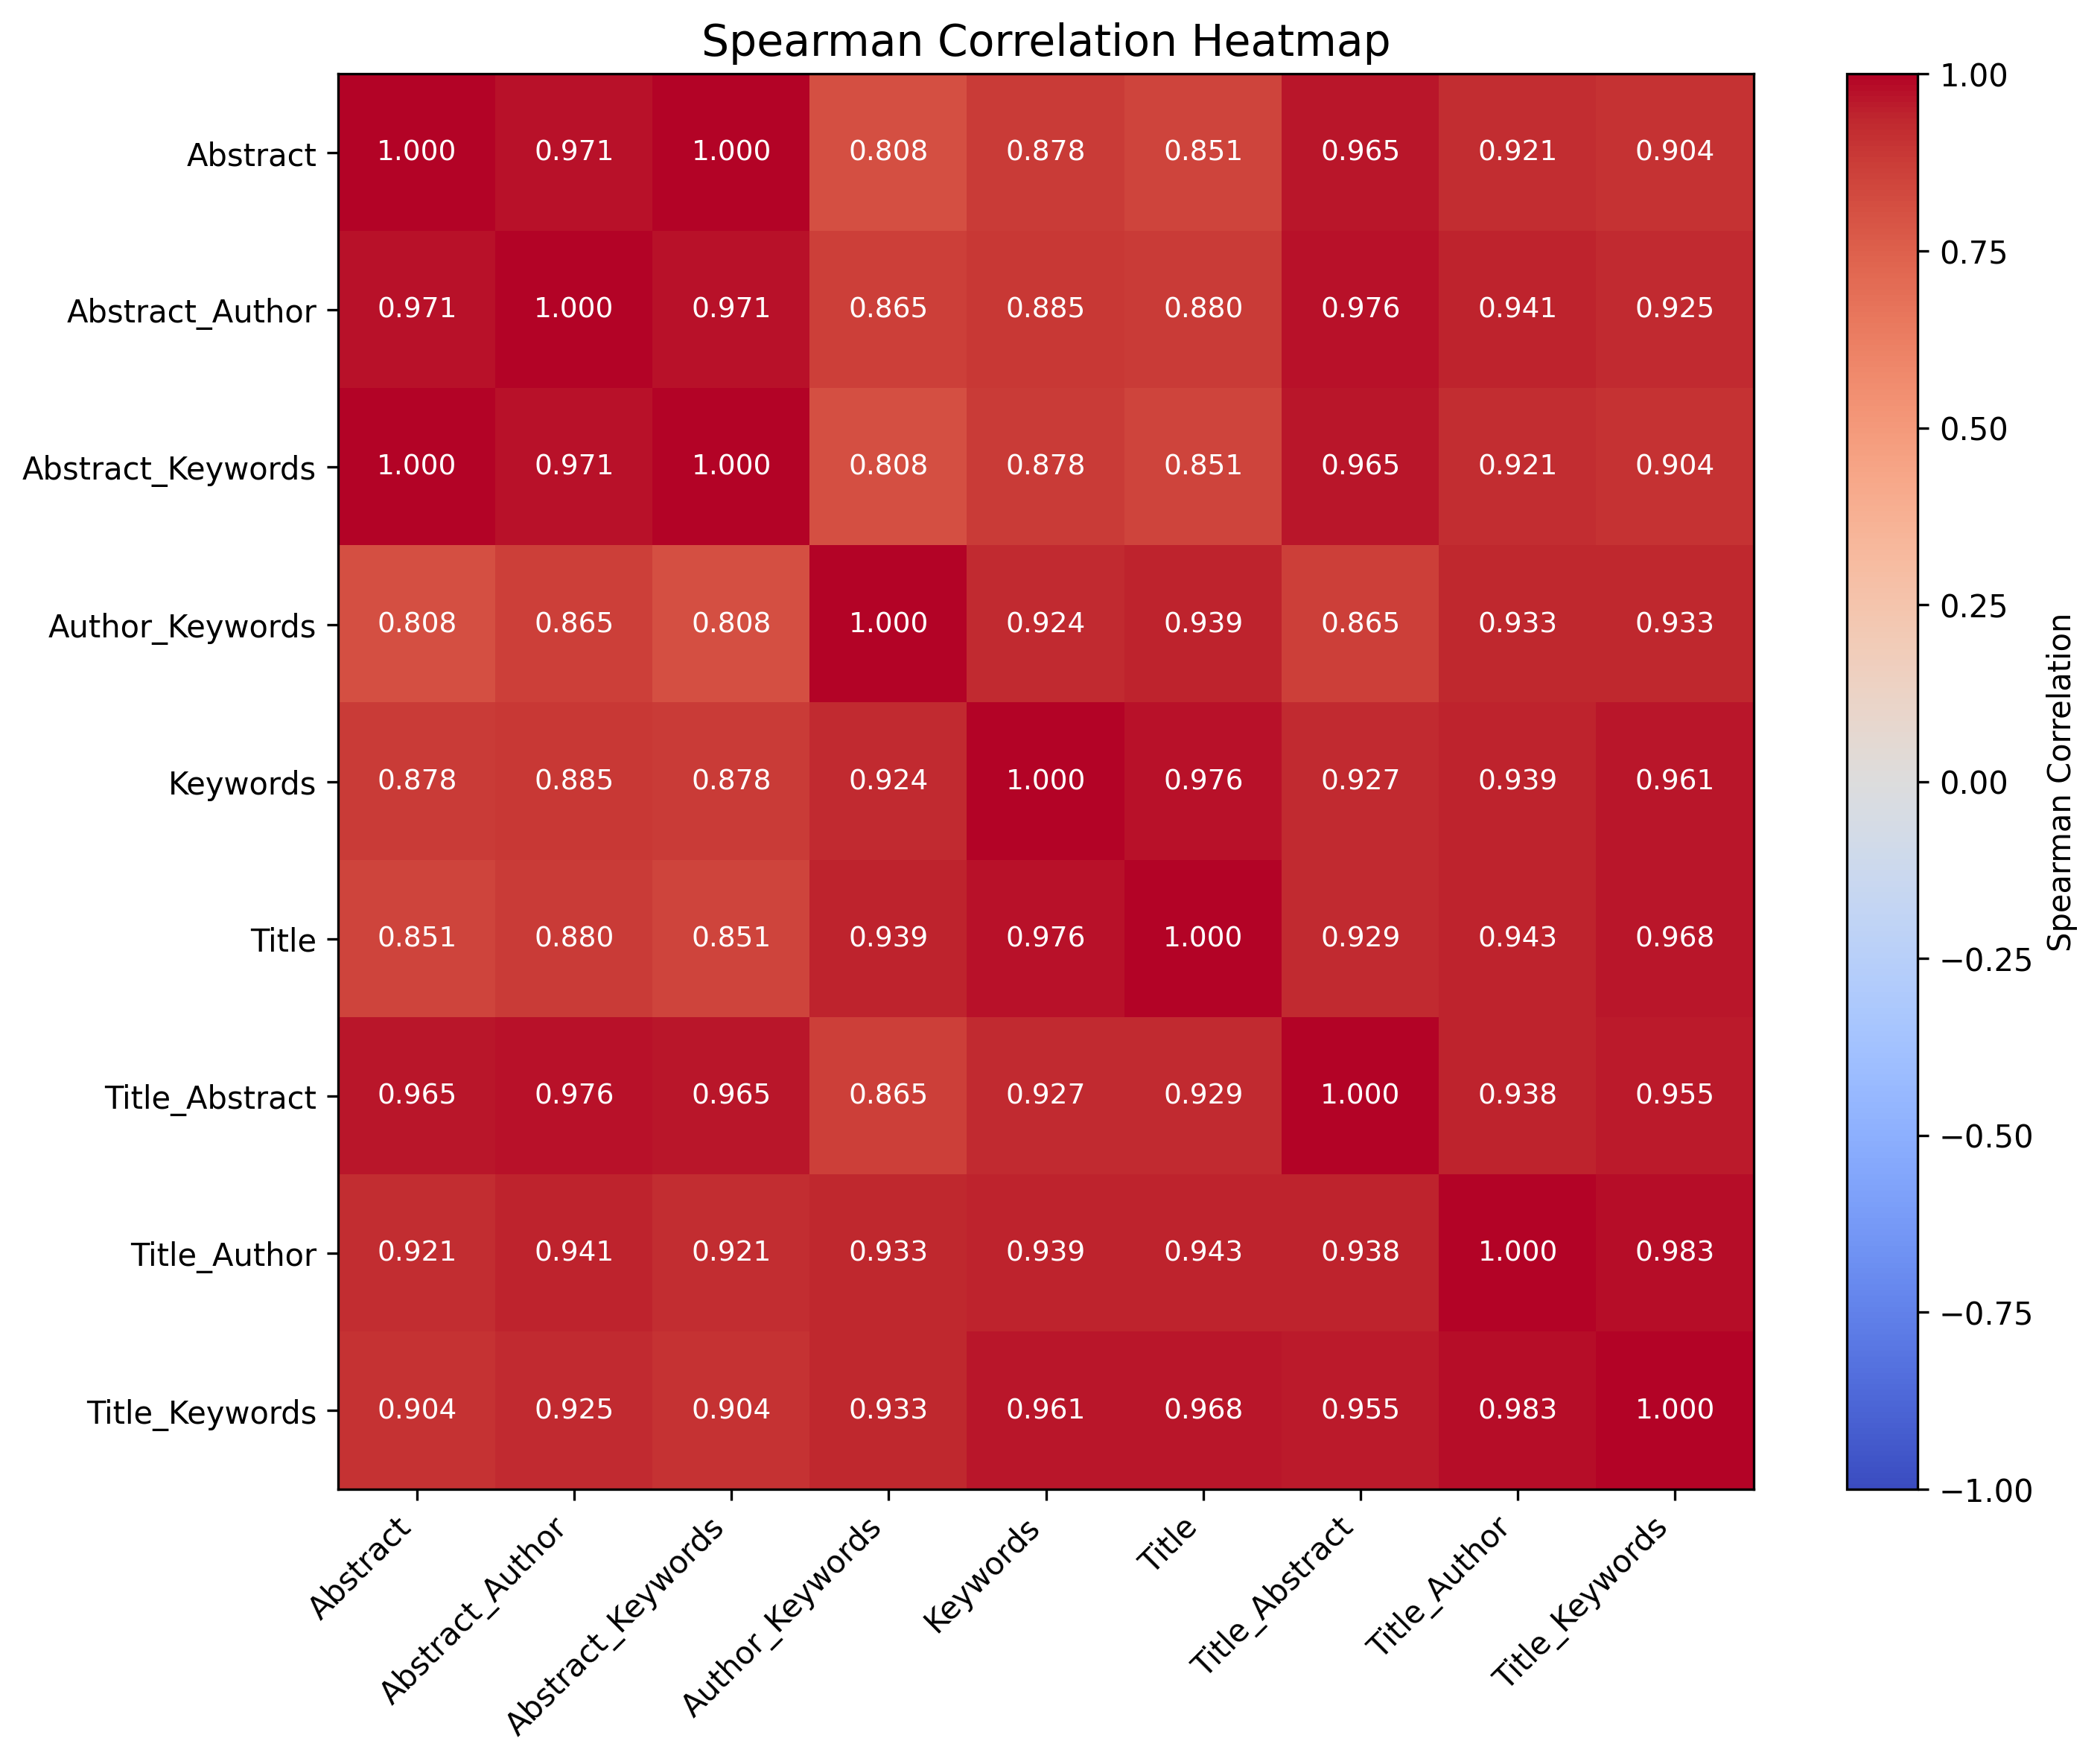 Spearman Correlation Heatmap
Abstract 1.000 0.971 1.000 0.808 0.878 0.851 0.965 0.921 0.904
Abstract_Author 0.971 1.000 0.971 0.865 0.885 0.880 0.976 0.941 0.925
Abstract_Keywords 1.000 0.971 1.000 0.808 0.878 0.851 0.965 0.921 0.904
Author_Keywords 0.808 0.865 0.808 1.000 0.924 0.939 0.865 0.933 0.933
Keywords 0.878 0.885 0.878 0.924 1.000 0.976 0.927 0.939 0.961
Title 0.851 0.880 0.851 0.939 0.976 1.000 0.929 0.943 0.968
Title_Abstract 0.965 0.976 0.965 0.865 0.927 0.929 1.000 0.938 0.955
Title_Author 0.921 0.941 0.921 0.933 0.939 0.943 0.938 1.000 0.983
Title_Keywords 0.904 0.925 0.904 0.933 0.961 0.968 0.955 0.983 1.000
Abstract
Abstract_Author
Abstract_Keywords
Author_Keywords
Keywords
Title
Title_Abstract
Title_Author
Title_Keywords
1.00
0.75
0.50
0.25
0.00
−0.25
−0.50
−0.75
−1.00
Spearman Correlation